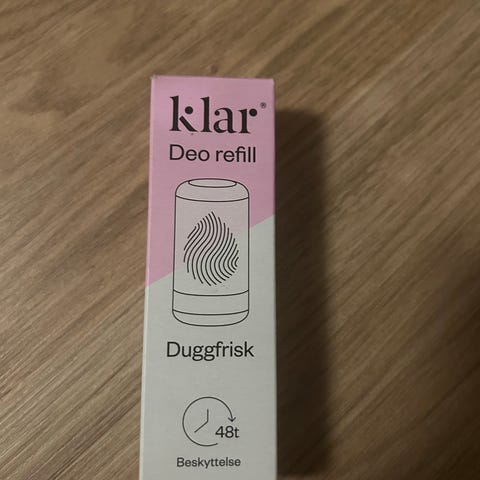 klar®
Deo refill
Duggfrisk
48t
Beskyttelse